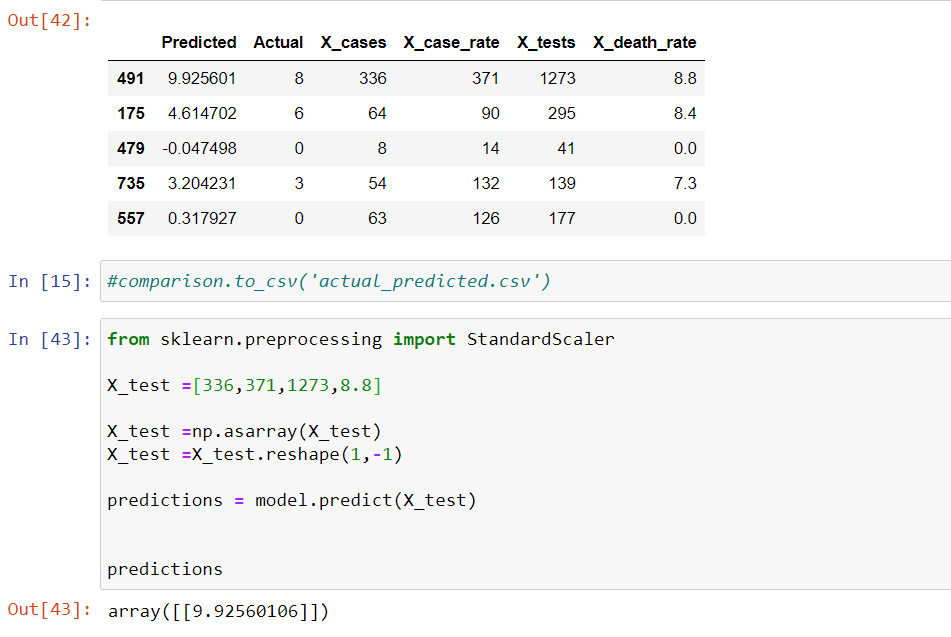 Out[42]:
Predicted Actual X_cases X_case_rate X_tests X_death_rate
491 9.925601 8 336 371 1273 8.8
175 4.614702 6 64 90 295 8.4
479 -0.047498 0 8 14 41 0.0
735 3.204231 3 54 132 139 7.3
557 0.317927 0 63 126 177 0.0
In [15]: #comparison.to_csv('actual_predicted.csv')
In [43]: from sklearn.preprocessing import StandardScaler
X_test =[336,371,1273,8.8]
X_test =np.asarray(X_test)
X_test =X_test.reshape(1,-1)
predictions = model.predict(X_test)
predictions
Out[43]: array([[9.92560106]])